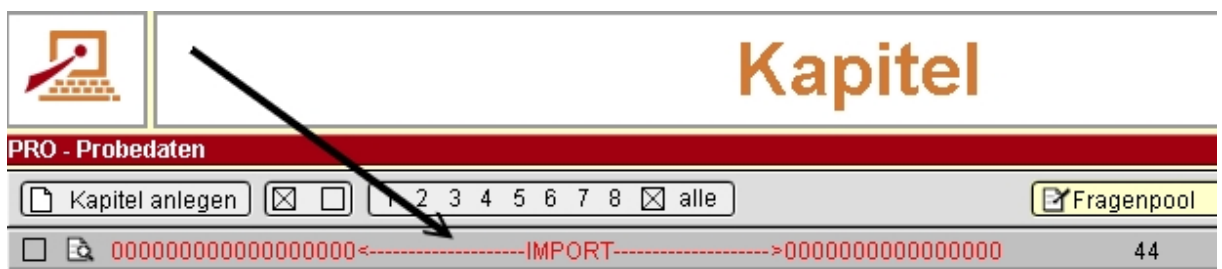 Kapitel
PRO - Probedaten
Kapitel anlegen 1 2 3 4 5 6 7 8 alle Fragenpool
000000000000000000<-------------------IMPORT------------------->0000000000000000 44